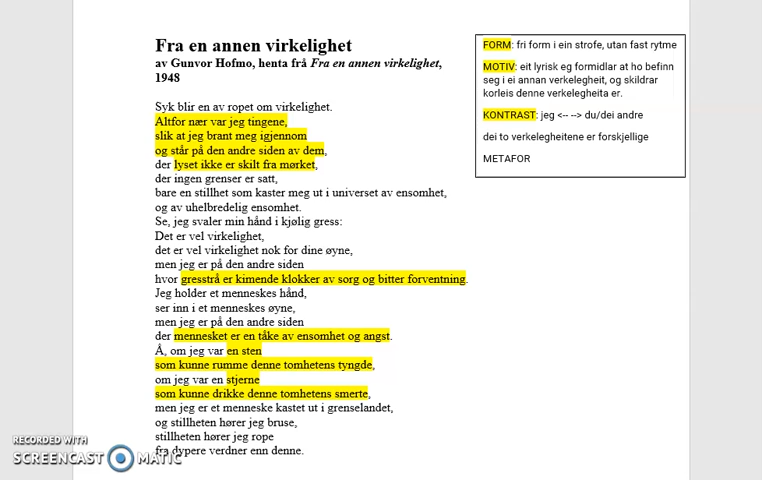 Fra en annen virkelighet
av Gunvor Hofmo, henta frå Fra en annen virkelighet,
1948
Syk blir en av ropet om virkelighet.
Altfor nær var jeg tingene,
slik at jeg brant meg igjennom
og står på den andre siden av dem,
der lyset ikke er skilt fra mørket,
der ingen grenser er satt,
bare en stillhet som kaster meg ut i universet av ensomhet,
og av uhelbredelig ensomhet.
Se, jeg svaler min hånd i kjølig gress:
Det er vel virkelighet,
det er vel virkelighet nok for dine øyne,
men jeg er på den andre siden
hvor gresstrå er kimende klokker av sorg og bitter forventning.
Jeg holder et menneskes hånd,
ser inn i et menneskes øyne,
men jeg er på den andre siden
der mennesket er en tåke av ensomhet og angst.
Å, om jeg var en sten
som kunne rumme denne tomhetens tyngde,
om jeg var en stjerne
som kunne drikke denne tomhetens smerte,
men jeg er et menneske kastet ut i grenselandet,
og stillheten hører jeg bruse,
stillheten hører jeg rope
fra dypere verdner enn denne.
FORM: fri form i ein strofe, utan fast rytme
MOTIV: eit lyrisk eg formidlar at ho befinn
seg i ei annan verkelegheit, og skildrar
korleis denne verkelegheita er.
KONTRAST: jeg <-- --> du/dei andre
dei to verkelegheitene er forskjellige
METAFOR
RECORDED WITH
SCREENCAST MATIC